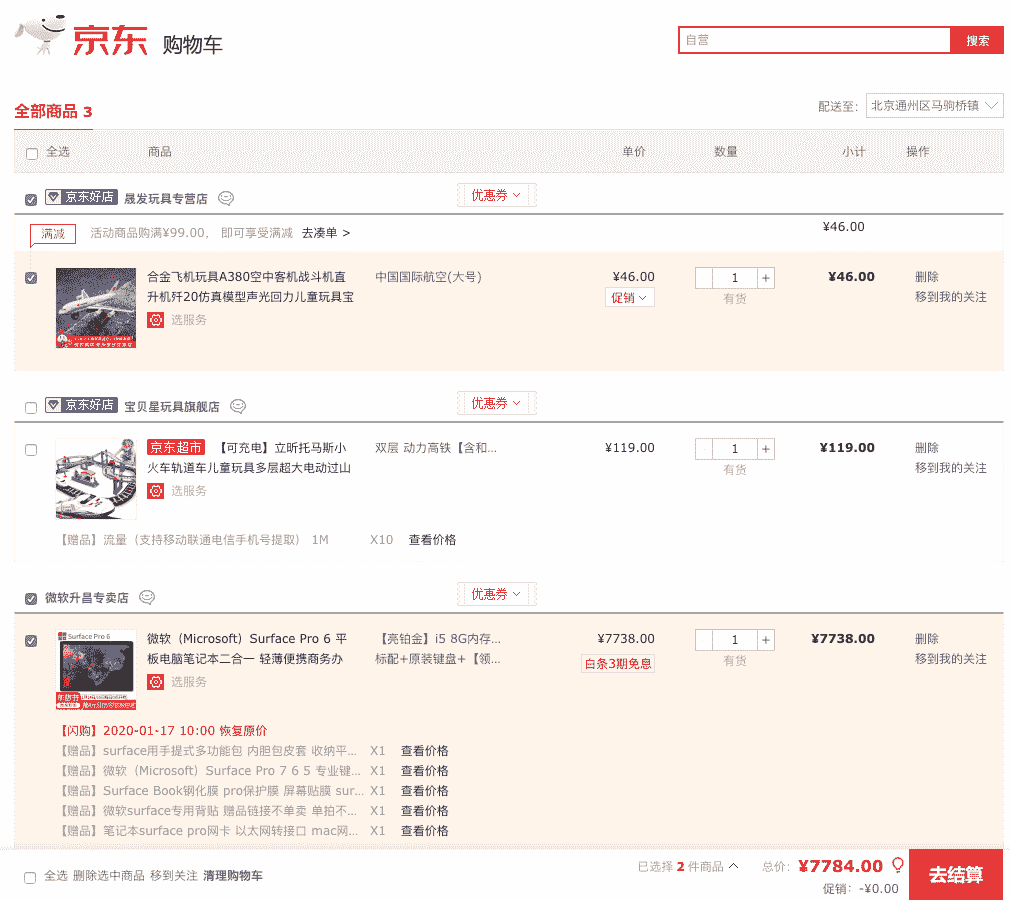 京东 购物车
自营 搜索
全部商品 3
配送至: 北京通州区马驹桥镇
全选 商品 单价 数量 小计 操作
京东好店 晟发玩具专营店 优惠券
满减 活动商品购满¥99.00， 即可享受满减 去凑单 > ¥46.00
合金飞机玩具A380空中客机战斗机直 中国国际航空(大号) ¥46.00 1 + ¥46.00 删除
升机歼20仿真模型声光回力儿童玩具宝 促销 有货 移到我的关注
选服务
京东好店 宝贝星玩具旗舰店 优惠券
京东超市 【可充电】立昕托马斯小 双层 动力高铁【含和... ¥119.00 1 + ¥119.00 删除
火车轨道车儿童玩具多层超大电动过山 有货 移到我的关注
选服务
【赠品】流量（支持移动联通电信手机号提取） 1M X10 查看价格
微软升昌专卖店 优惠券
Surface Pro 6
微软（Microsoft）Surface Pro 6 平 【亮铂金】i5 8G内存... ¥7738.00 1 + ¥7738.00 删除
板电脑笔记本二合一 轻薄便携商务办 标配+原装键盘+【领... 白条3期免息 有货 移到我的关注
选服务
【闪购】2020-01-17 10:00 恢复原价
【赠品】surface用手提式多功能包 内胆包皮套 收纳平... X1 查看价格
【赠品】微软（Microsoft）Surface Pro 7 6 5 专业键... X1 查看价格
【赠品】Surface Book钢化膜 pro保护膜 屏幕贴膜 sur... X1 查看价格
【赠品】微软surface专用背贴 赠品链接不单卖 单拍不... X1 查看价格
【赠品】笔记本surface pro网卡 以太网转接口 mac网... X1 查看价格
全选 删除选中商品 移到关注 清理购物车 已选择 2 件商品 总价: ¥7784.00 去结算
促销: -¥0.00